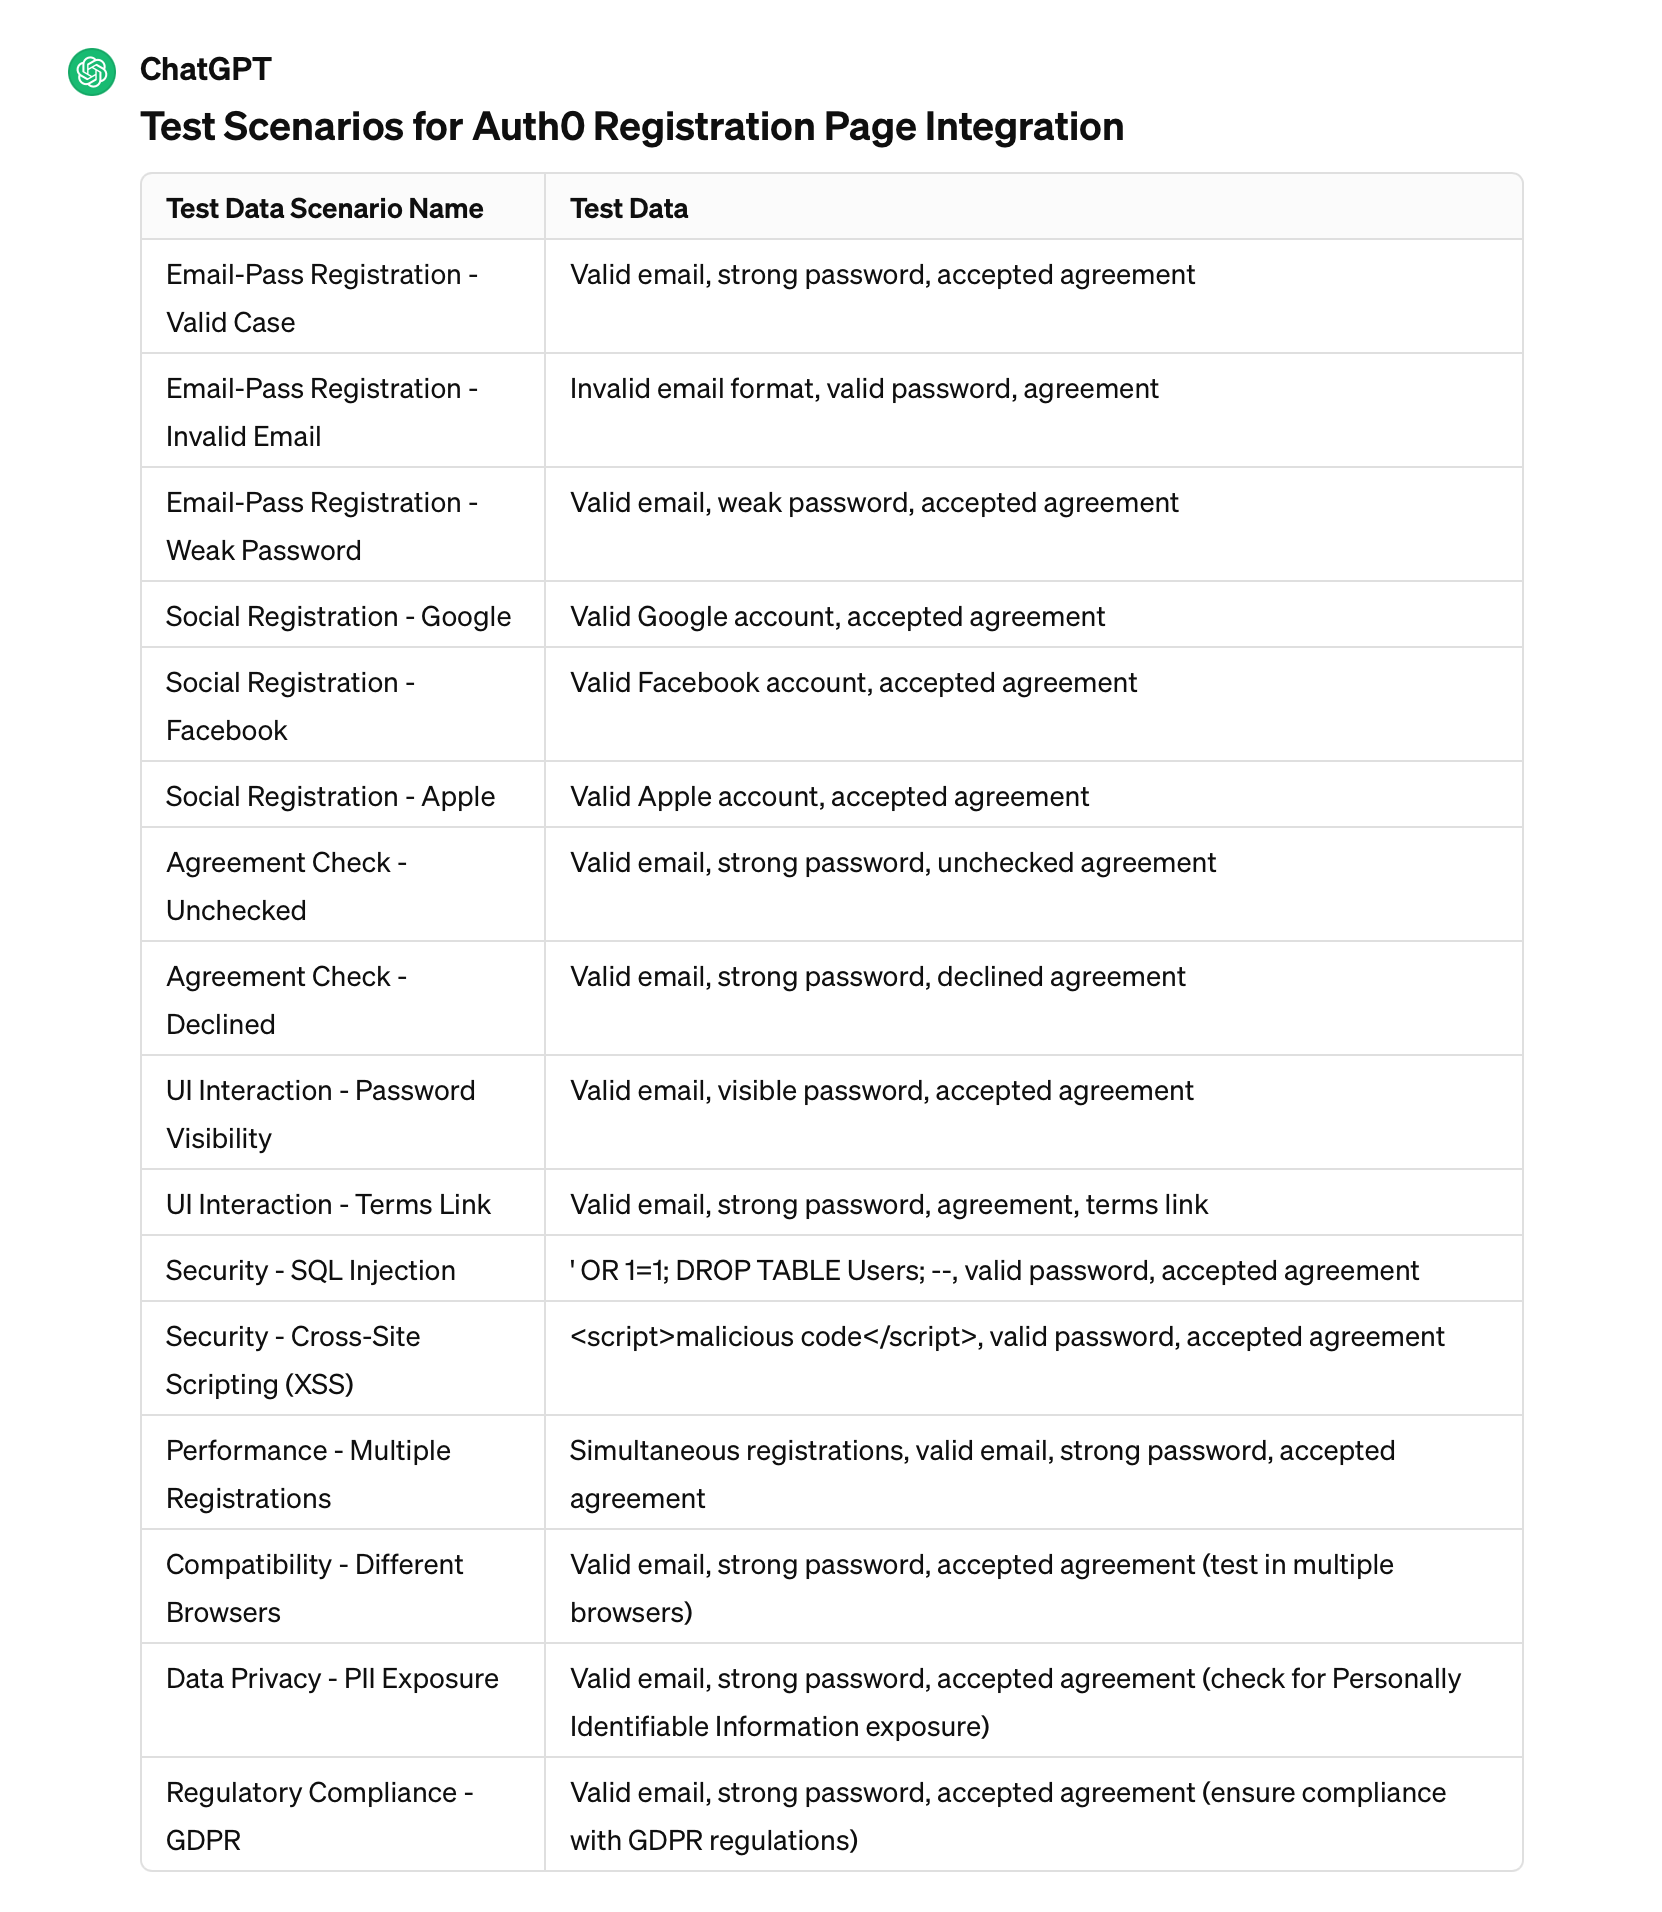 ChatGPT
Test Scenarios for Auth0 Registration Page Integration
Test Data Scenario Name
Test Data
Email-Pass Registration -
Valid Case
Valid email, strong password, accepted agreement
Email-Pass Registration -
Invalid Email
Invalid email format, valid password, agreement
Email-Pass Registration -
Weak Password
Valid email, weak password, accepted agreement
Social Registration - Google
Valid Google account, accepted agreement
Social Registration -
Facebook
Valid Facebook account, accepted agreement
Social Registration - Apple
Valid Apple account, accepted agreement
Agreement Check -
Unchecked
Valid email, strong password, unchecked agreement
Agreement Check -
Declined
Valid email, strong password, declined agreement
UI Interaction - Password
Visibility
Valid email, visible password, accepted agreement
UI Interaction - Terms Link
Valid email, strong password, agreement, terms link
Security - SQL Injection
' OR 1=1; DROP TABLE Users; --, valid password, accepted agreement
Security - Cross-Site
Scripting (XSS)
<script>malicious code</script>, valid password, accepted agreement
Performance - Multiple
Registrations
Simultaneous registrations, valid email, strong password, accepted
agreement
Compatibility - Different
Browsers
Valid email, strong password, accepted agreement (test in multiple
browsers)
Data Privacy - PII Exposure
Valid email, strong password, accepted agreement (check for Personally
Identifiable Information exposure)
Regulatory Compliance -
GDPR
Valid email, strong password, accepted agreement (ensure compliance
with GDPR regulations)